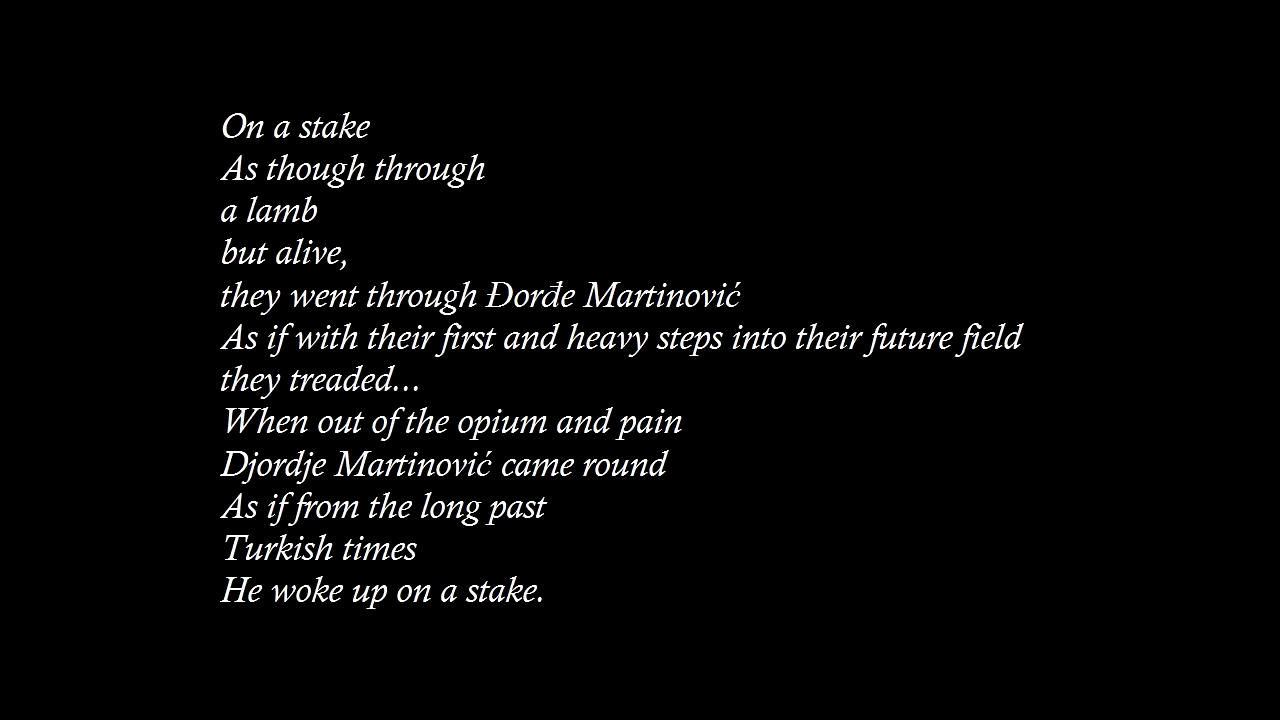 On a stake
As though through
a lamb
but alive,
they went through Đorđe Martinović
As if with their first and heavy steps into their future field
they treaded...
When out of the opium and pain
Djordje Martinović came round
As if from the long past
Turkish times
He woke up on a stake.